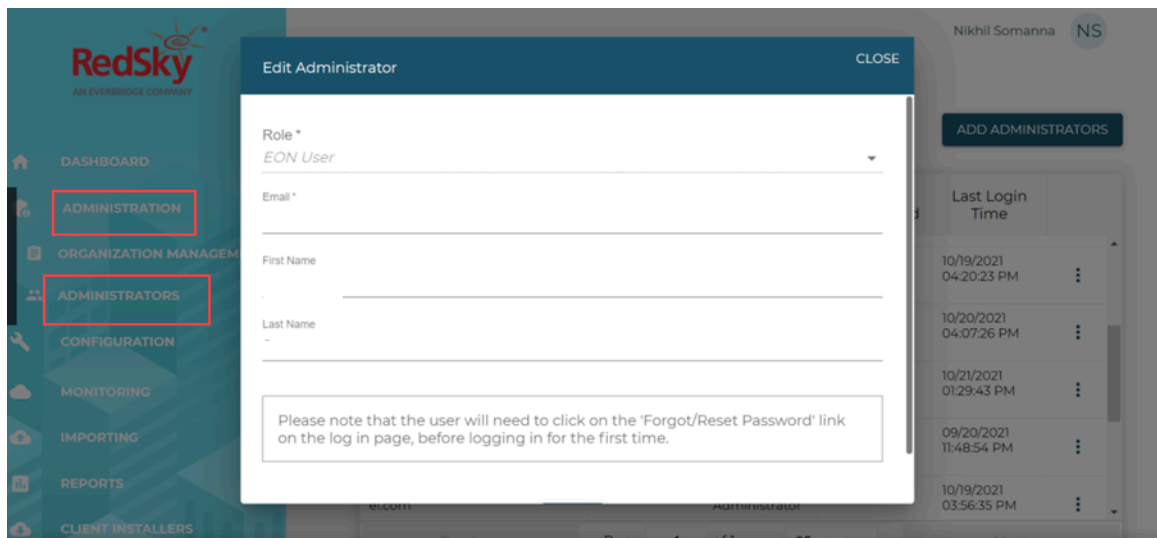 RedSky
AN EVERBRIDGE COMPANY
DASHBOARD
ADMINISTRATION
ORGANIZATION MANAGEM
ADMINISTRATORS
CONFIGURATION
MONITORING
IMPORTING
REPORTS
CLIENT INSTALLERS
Nikhil Somanna NS
ADD ADMINISTRATORS
Edit Administrator
CLOSE
Role *
EON User
Email *
First Name
Last Name
Please note that the user will need to click on the 'Forgot/Reset Password' link
on the log in page, before logging in for the first time.
Last Login
Time
10/19/2021
04:20:23 PM
10/20/2021
04:07:26 PM
10/21/2021
01:29:43 PM
09/20/2021
11:48:54 PM
10/19/2021
03:56:35 PM
el.com
Administrator